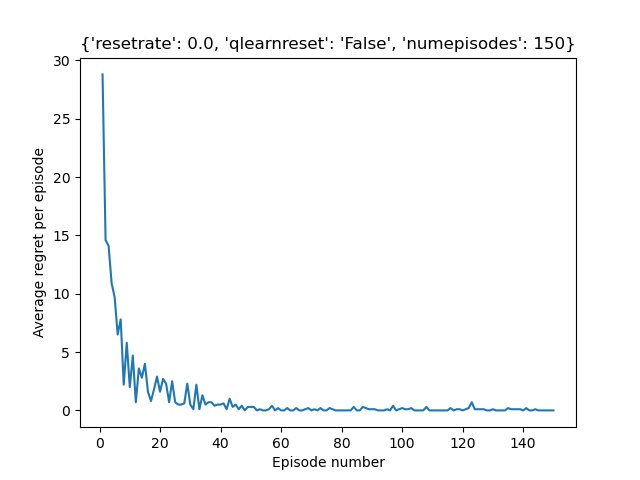 {'resetrate': 0.0, 'qlearnreset': 'False', 'numepisodes': 150}
30
25
20
15
10
5
0
Average regret per episode
0 20 40 60 80 100 120 140
Episode number